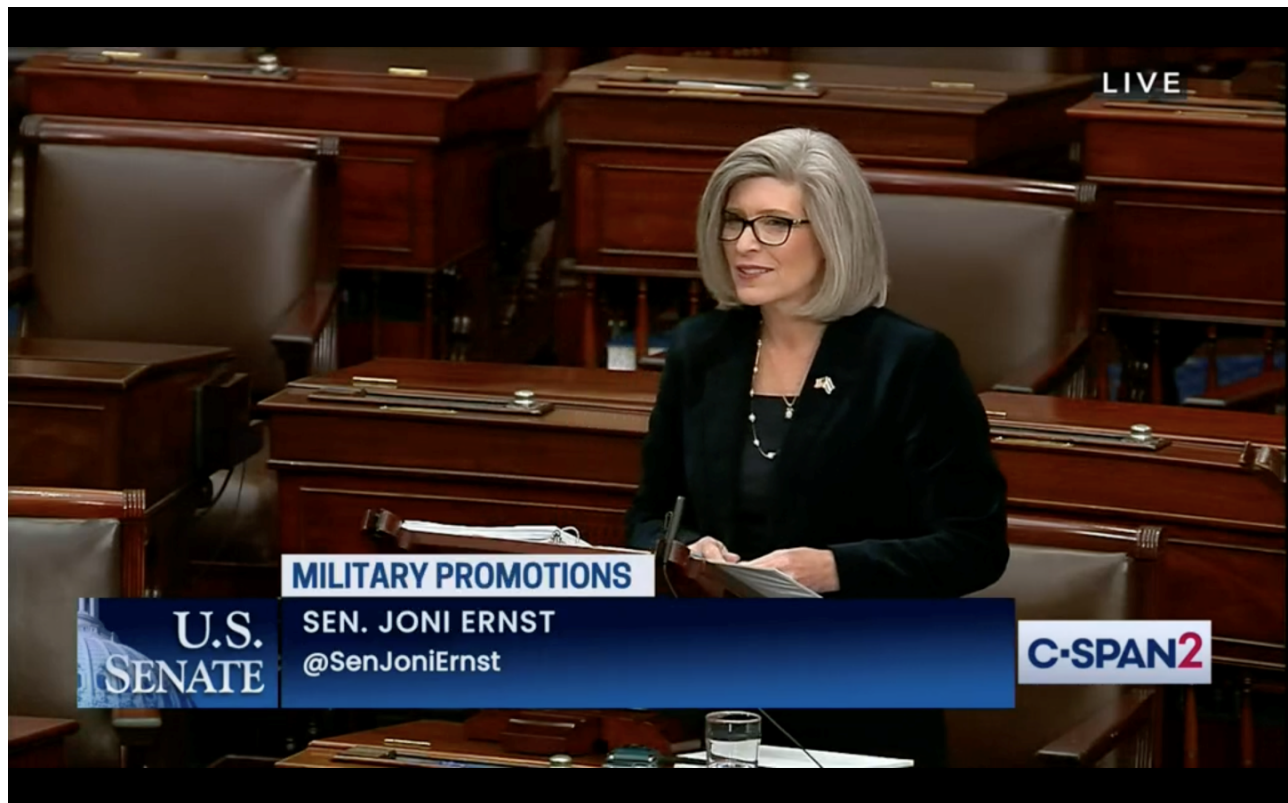 LIVE
MILITARY PROMOTIONS
U.S.
SENATE
SEN. JONI ERNST
@SenJoniErnst
C-SPAN2